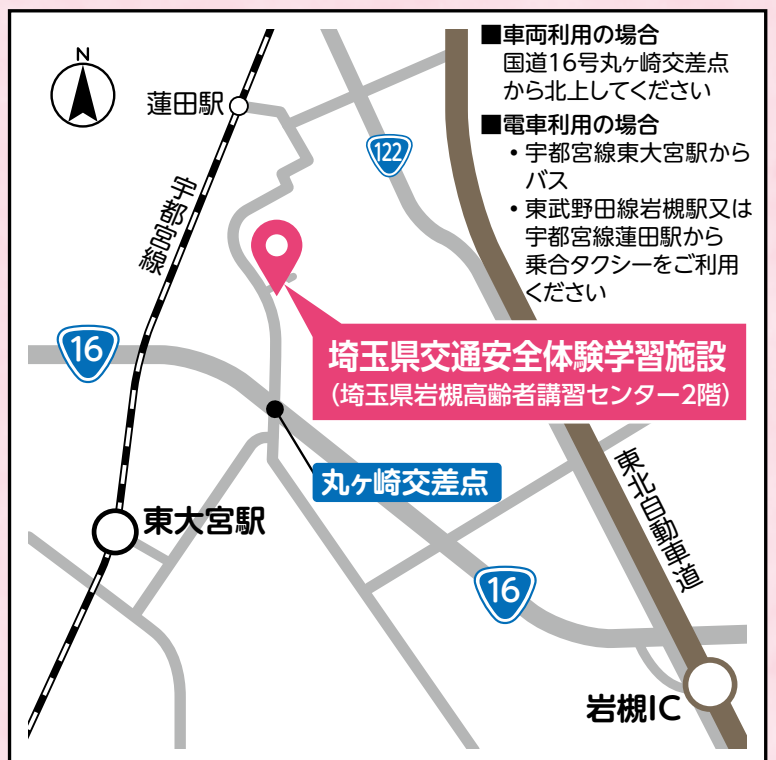 N
■車両利用の場合
国道16号丸ヶ崎交差点
から北上してください
■電車利用の場合
・宇都宮線東大宮駅から
バス
・東武野田線岩槻駅又は
宇都宮線蓮田駅から
乗合タクシーをご利用
ください
蓮田駅
宇都宮線
122
16
埼玉県交通安全体験学習施設
(埼玉県岩槻高齢者講習センター2階)
丸ヶ崎交差点
東大宮駅
東北自動車道
16
岩槻IC